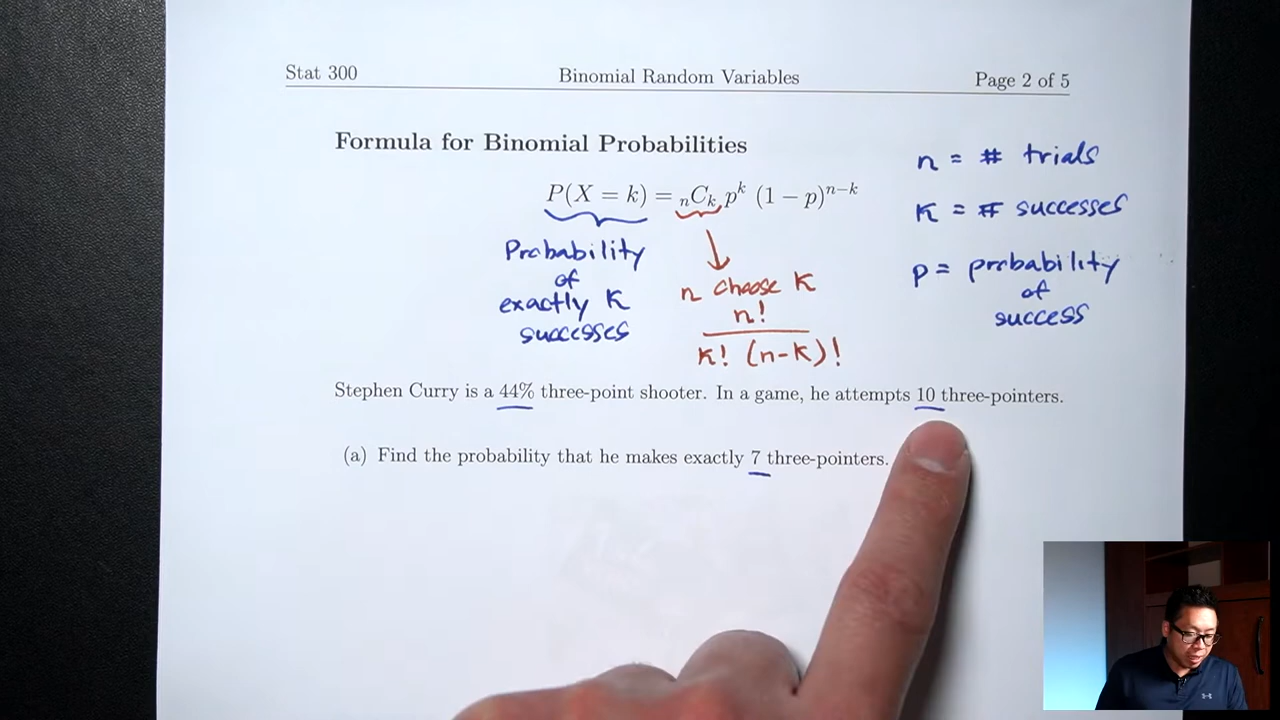 Stat 300 Binomial Random Variables Page 2 of 5
Formula for Binomial Probabilities
P(X = k) = ₙCₖ pᵏ (1 − p)ⁿ⁻ᵏ
n = # trials
K = # successes
p = probability
of
success
Probability
of
exactly K
successes
n choose K
n!
K! (n-K)!
Stephen Curry is a 44% three-point shooter. In a game, he attempts 10 three-pointers.
(a) Find the probability that he makes exactly 7 three-pointers.